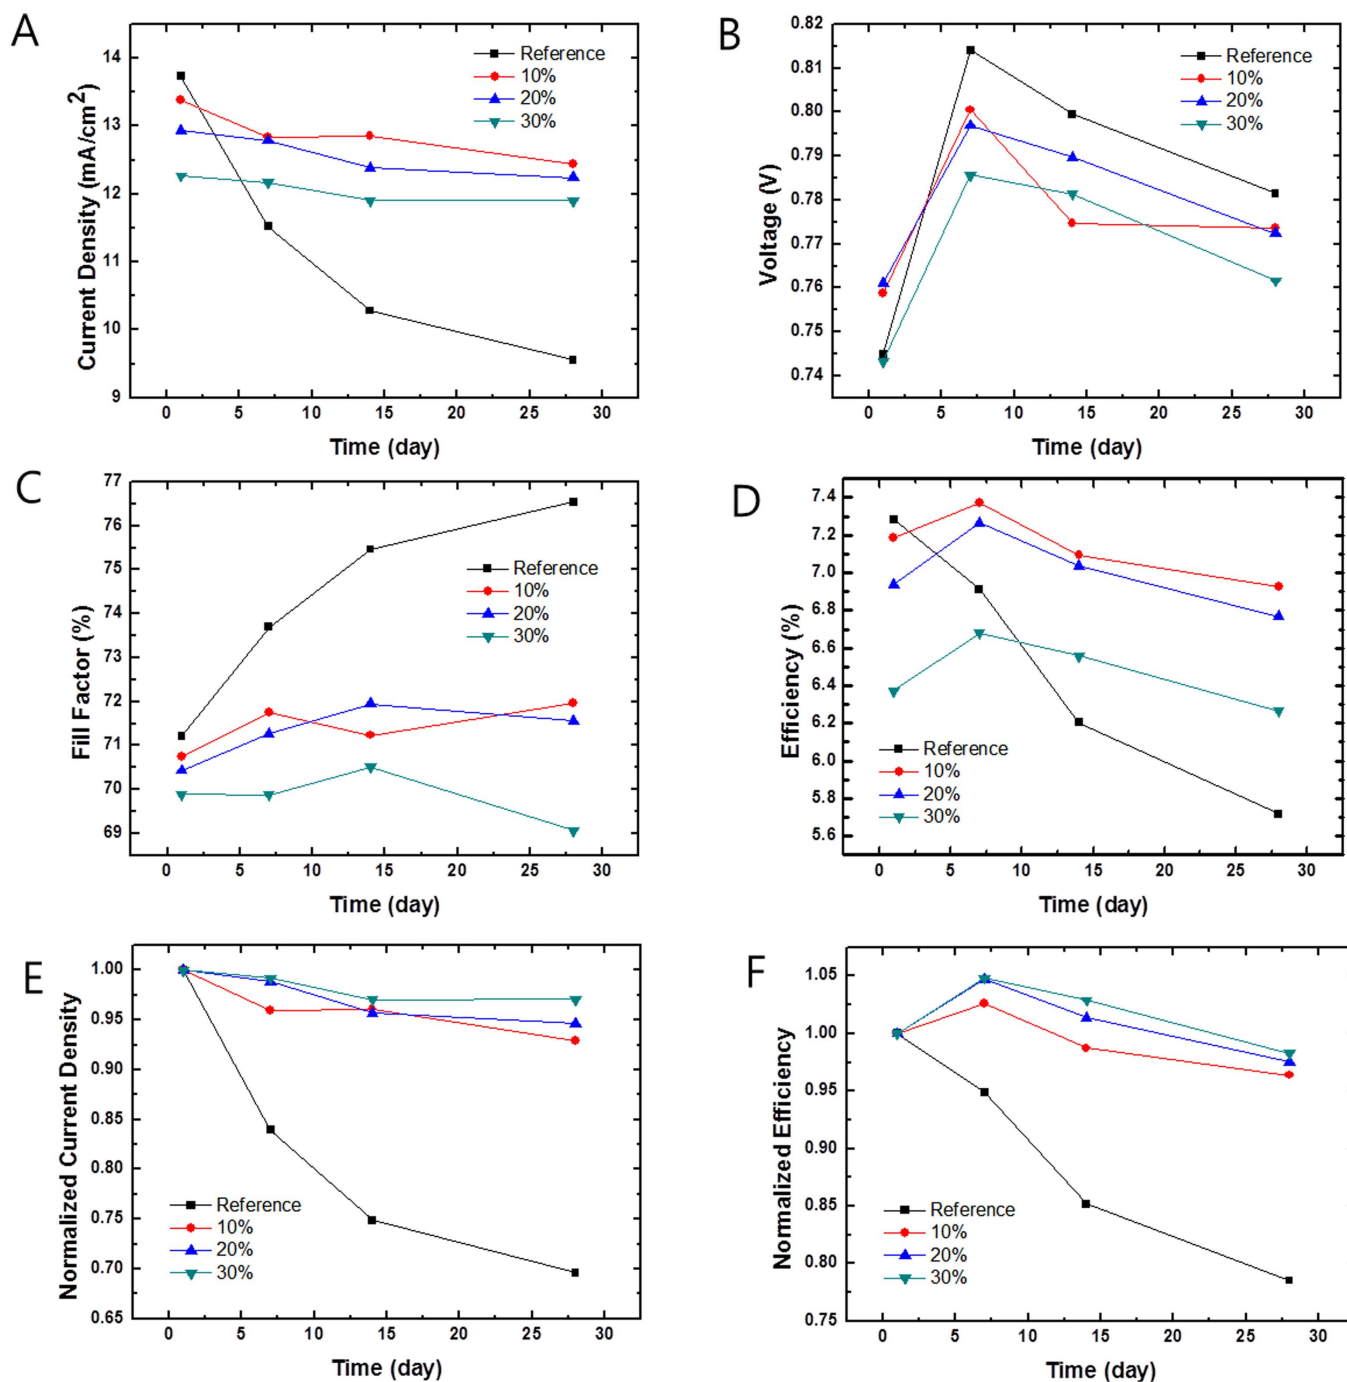 A
Current Density (mA/cm2)
14
13
12
11
10
9
Reference
10%
20%
30%
0 5 10 15 20 25 30
Time (day)
B
Voltage (V)
0.82
0.81
0.80
0.79
0.78
0.77
0.76
0.75
0.74
Reference
10%
20%
30%
0 5 10 15 20 25 30
Time (day)
C
Fill Factor (%)
77
76
75
74
73
72
71
70
69
Reference
10%
20%
30%
0 5 10 15 20 25 30
Time (day)
D
Efficiency (%)
7.4
7.2
7.0
6.8
6.6
6.4
6.2
6.0
5.8
5.6
Reference
10%
20%
30%
0 5 10 15 20 25 30
Time (day)
E
Normalized Current Density
1.00
0.95
0.90
0.85
0.80
0.75
0.70
0.65
Reference
10%
20%
30%
0 5 10 15 20 25 30
Time (day)
F
Normalized Efficiency
1.05
1.00
0.95
0.90
0.85
0.80
0.75
Reference
10%
20%
30%
0 5 10 15 20 25 30
Time (day)